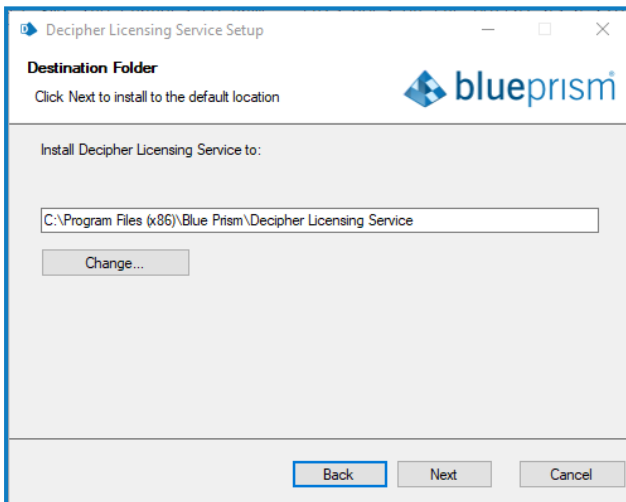 Decipher Licensing Service Setup
Destination Folder
Click Next to install to the default location
blueprism
Install Decipher Licensing Service to:
C:\Program Files (x86)\Blue Prism\Decipher Licensing Service
Change...
Back Next Cancel